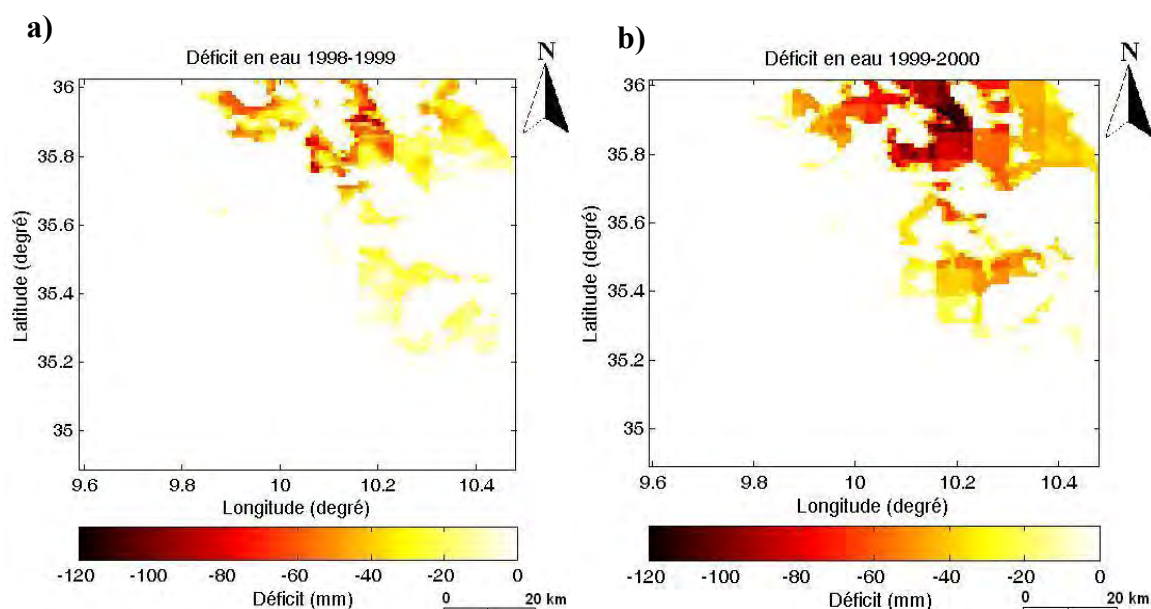 a)
Déficit en eau 1998-1999
N
36
35.8
35.6
35.4
35.2
35
Latitude (degré)
9.6 9.8 10 10.2 10.4
Longitude (degré)
-120 -100 -80 -60 -40 -20 0
Déficit (mm)
0 20 km
b)
Déficit en eau 1999-2000
N
36
35.8
35.6
35.4
35.2
35
Latitude (degré)
9.6 9.8 10 10.2 10.4
Longitude (degré)
-120 -100 -80 -60 -40 -20 0
Déficit (mm)
0 20 km